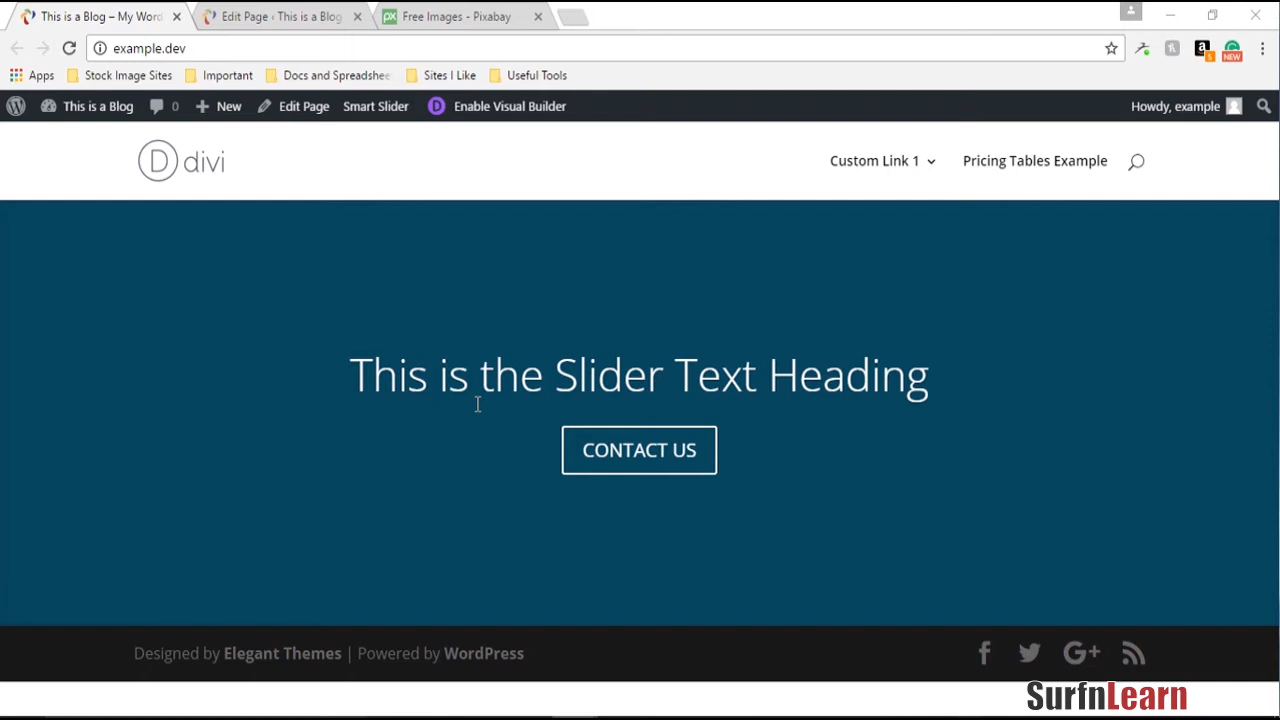 This is a Blog – My Word
Edit Page ‹ This is a Blog
Free Images - Pixabay
example.dev
Apps
Stock Image Sites
Important
Docs and Spreadshee
Sites I Like
Useful Tools
This is a Blog
0
New
Edit Page
Smart Slider
Enable Visual Builder
Howdy, example
D divi
Custom Link 1
Pricing Tables Example
This is the Slider Text Heading
CONTACT US
Designed by Elegant Themes | Powered by WordPress
SurfnLearn